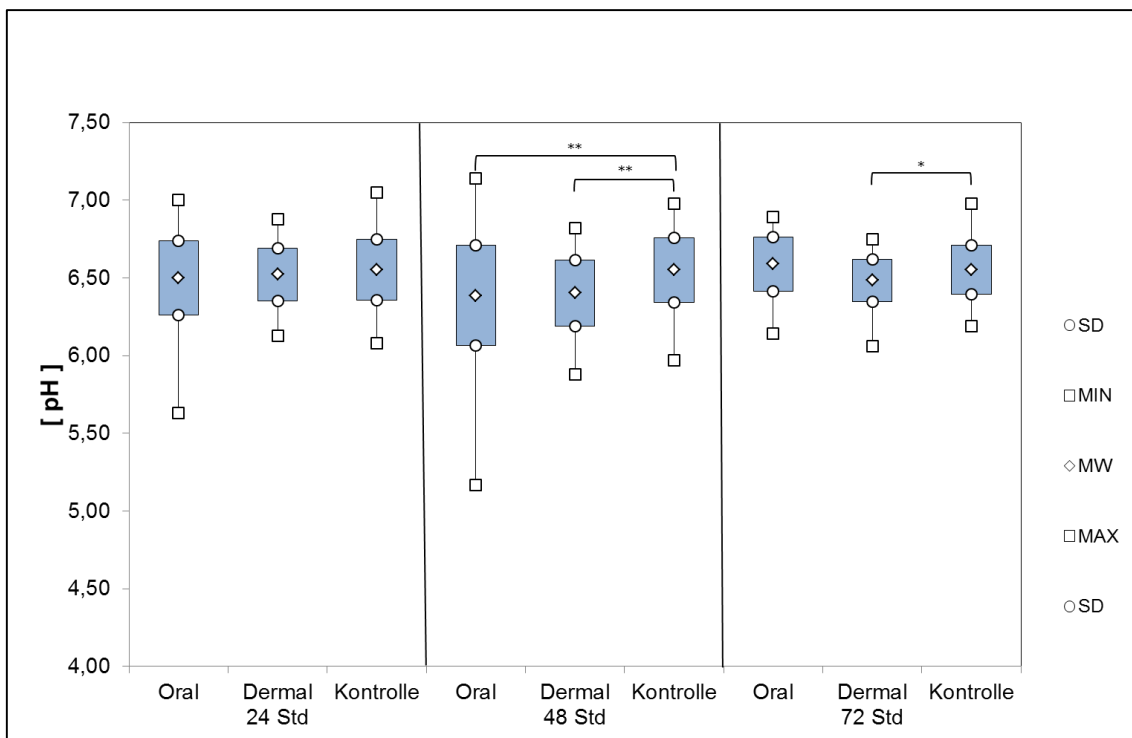 7,50
7,00
6,50
6,00
5,50
5,00
4,50
4,00
[ pH ]
**
**
*
Oral Dermal Kontrolle Oral Dermal Kontrolle Oral Dermal Kontrolle
24 Std 48 Std 72 Std
SD
MIN
MW
MAX
SD